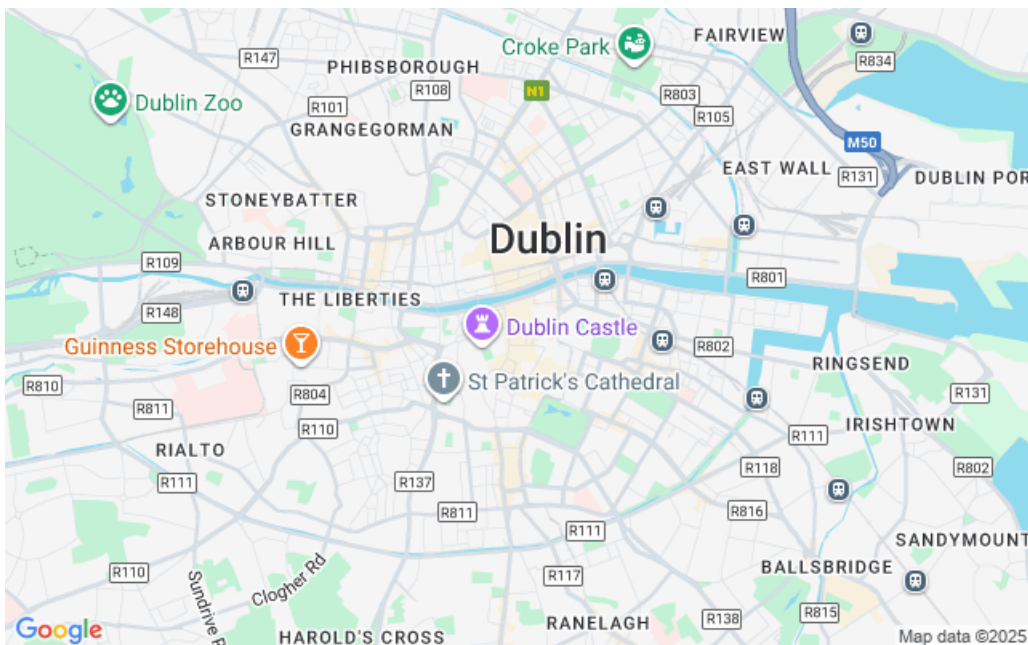 FAIRVIEW
Croke Park
R147
PHIBSBOROUGH
R834
R108
N1
R803
Dublin Zoo
R101
R105
GRANGEGORMAN
M50
EAST WALL
R131
DUBLIN POR
STONEYBATTER
Dublin
ARBOUR HILL
R109
R801
THE LIBERTIES
R148
Dublin Castle
Guinness Storehouse
R802
RINGSEND
St Patrick's Cathedral
R810
R804
R131
R811
R110
IRISHTOWN
R111
RIALTO
R118
R802
R111
R137
R811
R816
R111
SANDYMOUNT
BALLSBRIDGE
R110
R117
Clogher Rd
Sundrive R
R815
R138
RANELAGH
Google
HAROLD'S CROSS
Map data ©2025